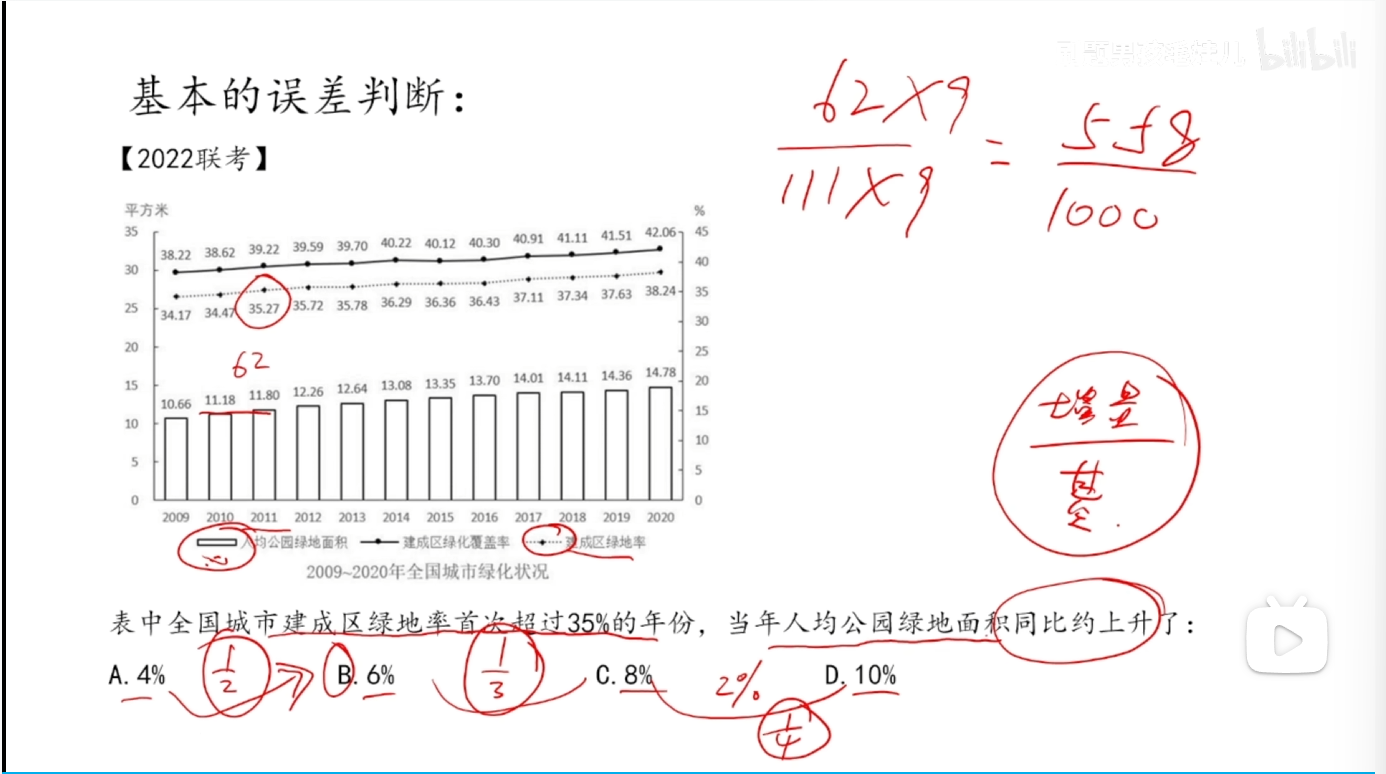 bilibili
基本的误差判断：
62×9
111×9
=
558
1000
【2022联考】
平方米
%
35 30 25 20 15 10 5 0
45 40 35 30 25 20 15 10 5 0
38.22 38.62 39.22 39.59 39.70 40.22 40.12 40.30 40.91 41.11 41.51 42.06
34.17 34.47 35.27 35.72 35.78 36.29 36.36 36.43 37.11 37.34 37.63 38.24
62
10.66 11.18 11.80 12.26 12.64 13.08 13.35 13.70 14.01 14.11 14.36 14.78
2009 2010 2011 2012 2013 2014 2015 2016 2017 2018 2019 2020
人均公园绿地面积 建成区绿化覆盖率 建成区绿地率
2009~2020年全国城市绿化状况
增量
基
表中全国城市建成区绿地率首次超过35%的年份，当年人均公园绿地面积同比约上升了：
A. 4% B. 6% C. 8% D. 10%
1
2
1
3
2%
1
4